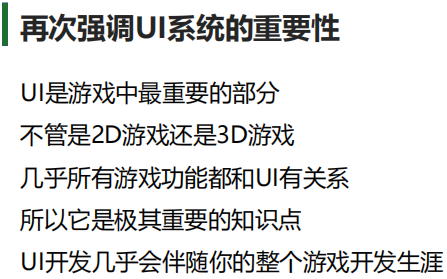 再次强调UI系统的重要性
UI是游戏中最重要的部分
不管是2D游戏还是3D游戏
几乎所有游戏功能都和UI有关系
所以它是极其重要的知识点
UI开发几乎会伴随你的整个游戏开发生涯